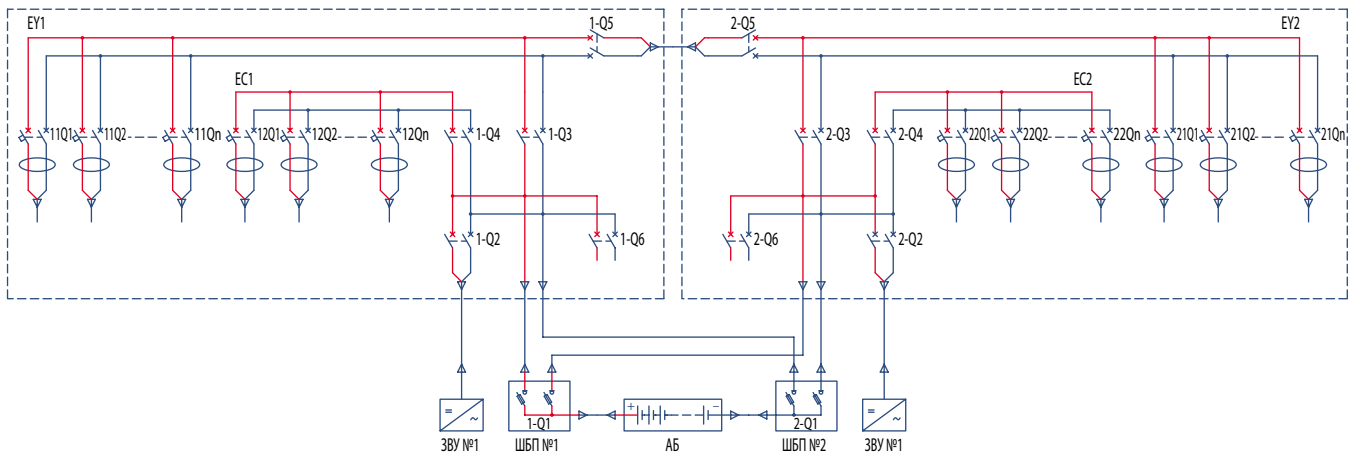 EY1
1-Q5
2-Q5
EY2
EC1
EC2
11Q1
11Q2
11Qn
12Q1
12Q2
12Qn
1-Q4
1-Q3
2-Q3
2-Q4
22Q1
22Q2
22Qn
21Q1
21Q2
21Qn
1-Q2
1-Q6
2-Q6
2-Q2
=
~
1-Q1
+
−
2-Q1
=
~
ЗВУ №1
ШБП №1
АБ
ШБП №2
ЗВУ №1